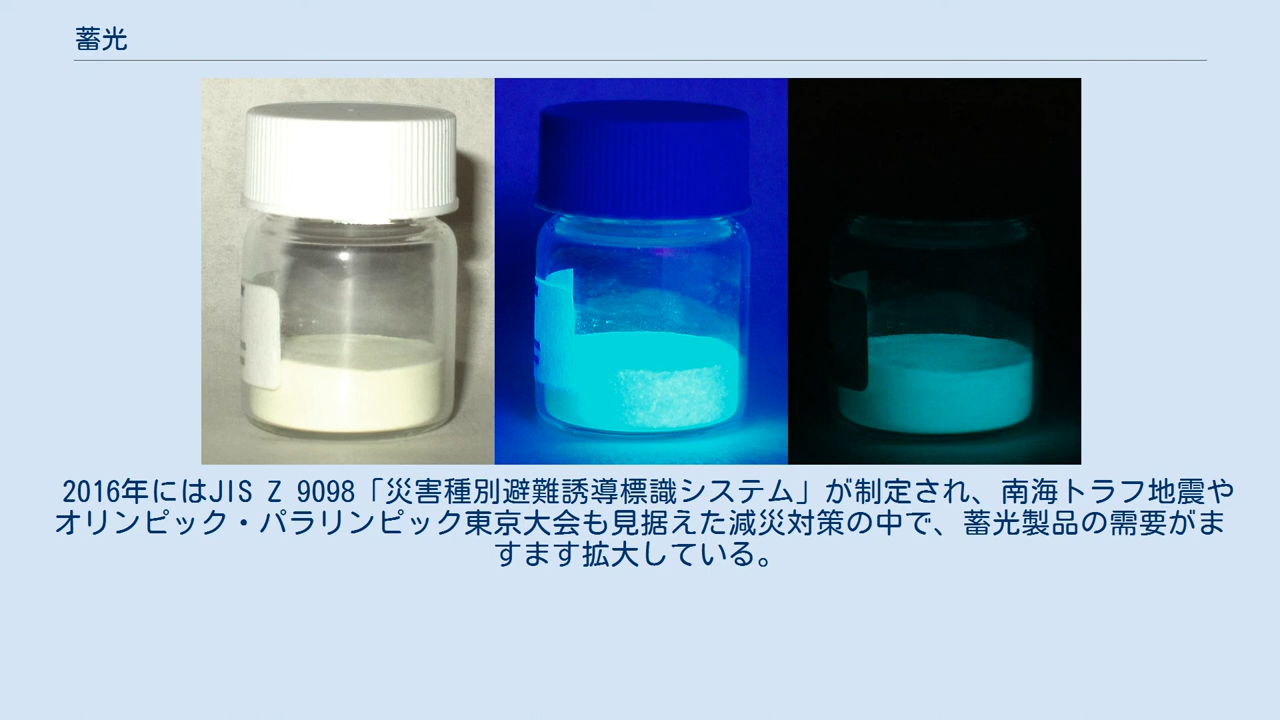 蓄光
2016年にはJIS Z 9098「災害種別避難誘導標識システム」が制定され、南海トラフ地震や
オリンピック・パラリンピック東京大会も見据えた減災対策の中で、蓄光製品の需要がま
すます拡大している。